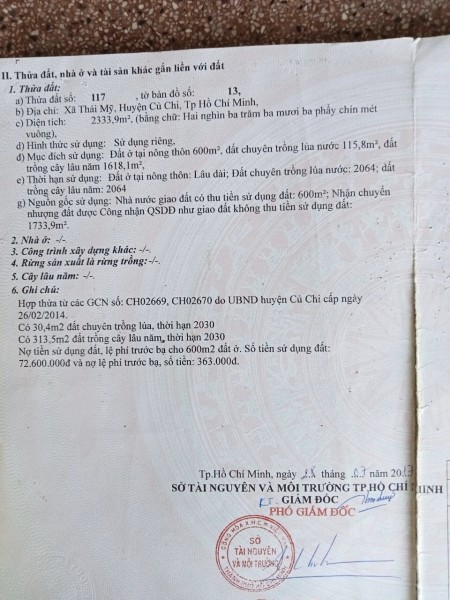 II. Thửa đất, nhà ở và tài sản khác gắn liền với đất
1. Thửa đất:
a) Thửa đất số: 117 , tờ bản đồ số: 13,
b) Địa chỉ: Xã Thái Mỹ, Huyện Củ Chi, Tp Hồ Chí Minh,
c) Diện tích: 2333,9m², (bằng chữ: Hai nghìn ba trăm ba mươi ba phẩy chín mét
vuông),
d) Hình thức sử dụng: Sử dụng riêng,
đ) Mục đích sử dụng: Đất ở tại nông thôn 600m², đất chuyên trồng lúa nước 115,8m², đất
trồng cây lâu năm 1618,1m²,
e) Thời hạn sử dụng: Đất ở tại nông thôn: Lâu dài; Đất chuyên trồng lúa nước: 2064; đất
trồng cây lâu năm: 2064
g) Nguồn gốc sử dụng: Nhà nước giao đất có thu tiền sử dụng đất: 600m²; Nhận chuyển
nhượng đất được Công nhận QSDĐ như giao đất không thu tiền sử dụng đất:
1733,9m².
2. Nhà ở: -/-.
3. Công trình xây dựng khác: -/-.
4. Rừng sản xuất là rừng trồng:-/-.
5. Cây lâu năm: -/-.
6. Ghi chú:
Hợp thửa từ các GCN số: CH02669, CH02670 do UBND huyện Củ Chi cấp ngày
26/02/2014.
Có 30,4m2 đất chuyên trồng lúa, thời hạn 2030
Có 313,5m2 đất trồng cây lâu năm, thời hạn 2030
Nợ tiền sử dụng đất, lệ phí trước bạ cho 600m2 đất ở. Số tiền sử dụng đất:
72.600.000đ và nợ lệ phí trước bạ, số tiền: 363.000đ.
Tp.Hồ Chí Minh, ngày tháng 03 năm
SỞ TÀI NGUYÊN VÀ MÔI TRƯỜNG TP.HỒ CHÍ MINH
KT. GIÁM ĐỐC
PHÓ GIÁM ĐỐC
SỞ
TÀI NGUYÊN
VÀ MÔI TRƯỜNG